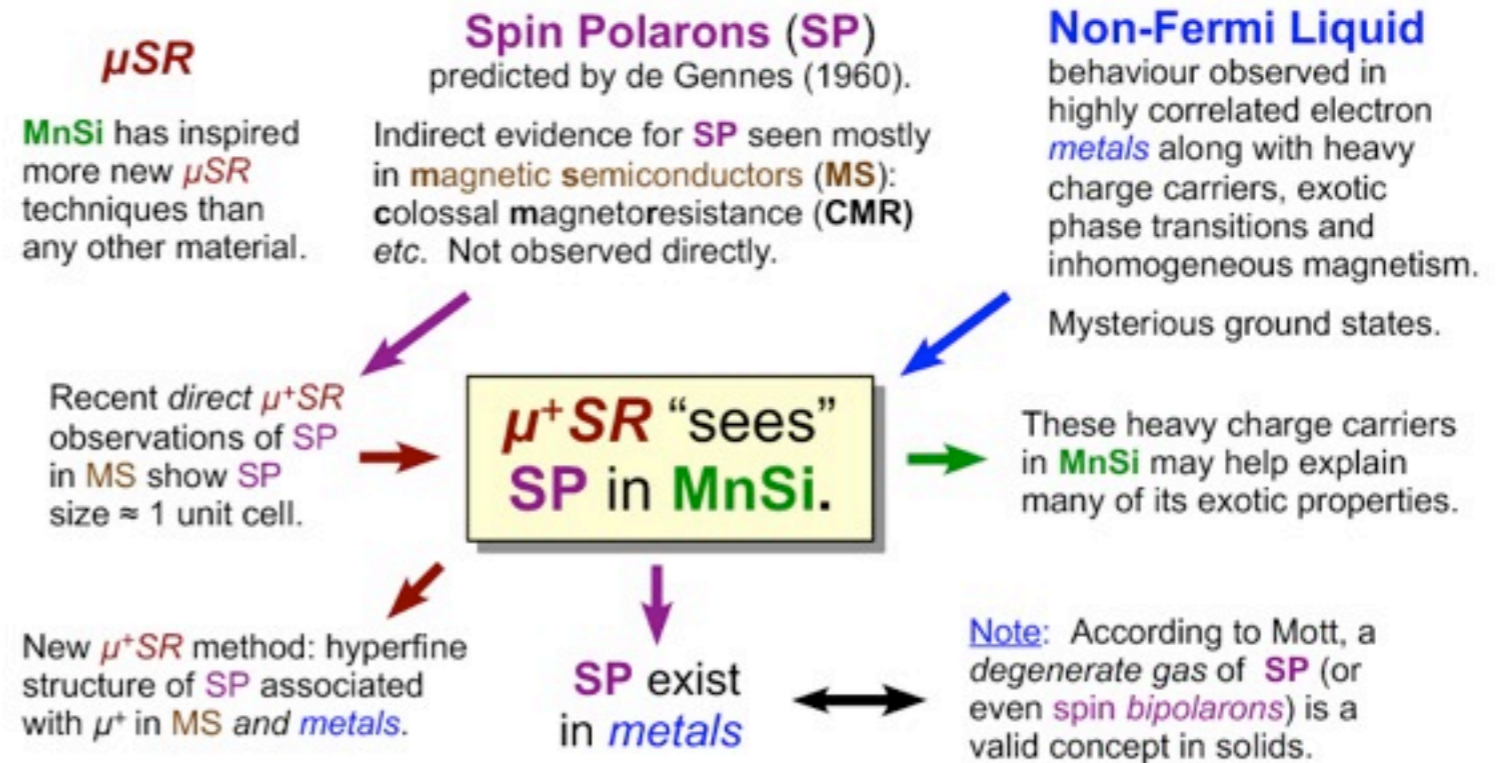 μSR
MnSi has inspired
more new μSR
techniques than
any other material.
Spin Polarons (SP)
predicted by de Gennes (1960).
Indirect evidence for SP seen mostly
in magnetic semiconductors (MS):
colossal magnetoresistance (CMR)
etc. Not observed directly.
Non-Fermi Liquid
behaviour observed in
highly correlated electron
metals along with heavy
charge carriers, exotic
phase transitions and
inhomogeneous magnetism.
Mysterious ground states.
Recent direct μ⁺SR
observations of SP
in MS show SP
size ≈ 1 unit cell.
μ⁺SR “sees”
SP in MnSi.
These heavy charge carriers
in MnSi may help explain
many of its exotic properties.
New μ⁺SR method: hyperfine
structure of SP associated
with μ⁺ in MS and metals.
SP exist
in metals
Note: According to Mott, a
degenerate gas of SP (or
even spin bipolarons) is a
valid concept in solids.